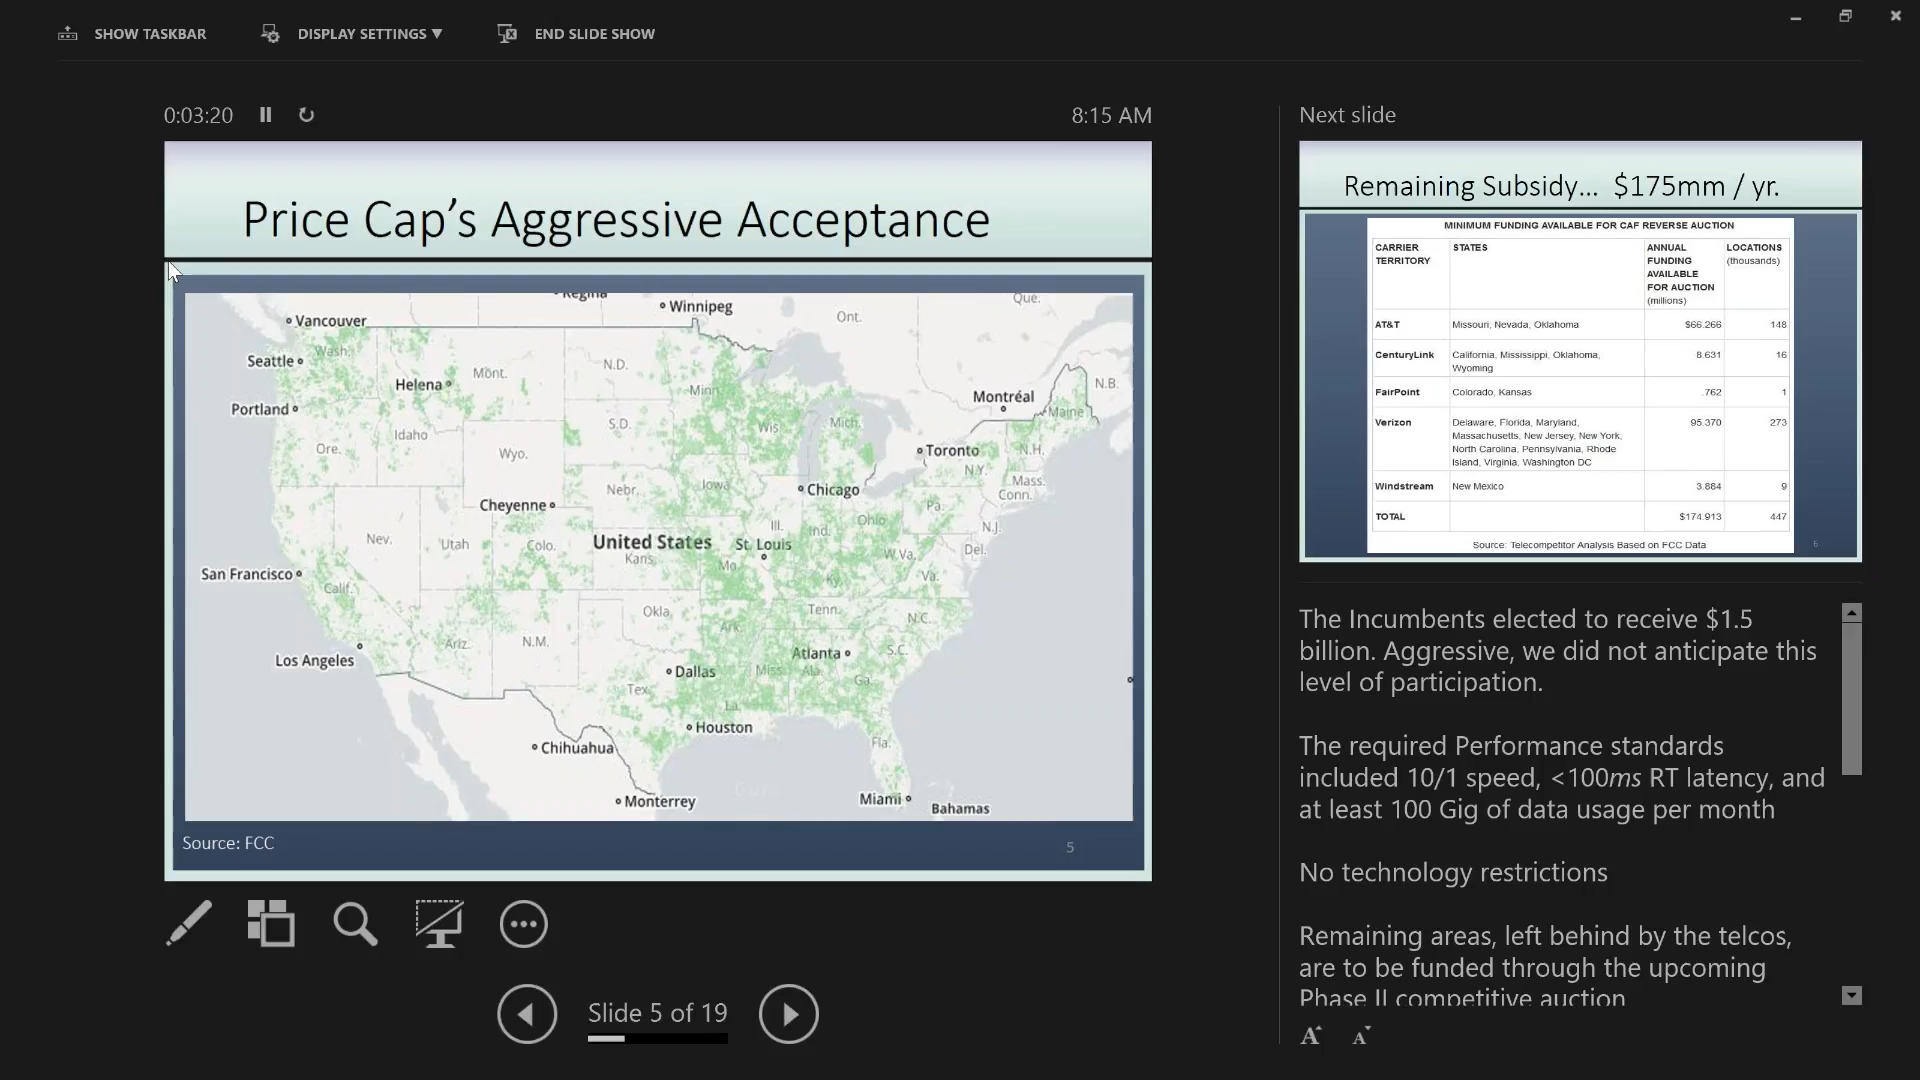 SHOW TASKBAR
DISPLAY SETTINGS ▼
END SLIDE SHOW
0:03:20
8:15 AM
Price Cap's Aggressive Acceptance
Regina
Winnipeg
Que.
Vancouver
Ont.
Wash.
Seattle
N.D.
Mont.
Minn
Helena
Montréal
N.B.
Portland
Maine
Idaho
S.D.
Wis.
Mich.
Ore.
Wyo.
Toronto
N.H.
N.Y.
Nebr.
Iowa
Chicago
Mass.
Conn.
Cheyenne
Pa.
Nev.
Utah
Colo.
United States
St. Louis
Ill.
Ind.
Ohio
N.J.
Kans.
Mo.
W.Va.
Del.
San Francisco
Calif.
Ky.
Va.
Okla.
Tenn.
N.C.
Ark.
Ariz.
N.M.
Los Angeles
Dallas
Miss.
Ala.
Atlanta
S.C.
Ga.
Tex.
La.
Houston
Chihuahua
Fla.
Monterrey
Miami
Bahamas
Source: FCC
5
Slide 5 of 19
Next slide
Remaining Subsidy... $175mm / yr.
MINIMUM FUNDING AVAILABLE FOR CAF REVERSE AUCTION
CARRIER TERRITORY STATES ANNUAL FUNDING AVAILABLE FOR AUCTION (millions) LOCATIONS (thousands)
AT&T Missouri, Nevada, Oklahoma $66.266 148
CenturyLink California, Mississippi, Oklahoma, 8.631 16
Wyoming
FairPoint Colorado, Kansas .762 1
Verizon Delaware, Florida, Maryland, 95.370 273
Massachusetts, New Jersey, New York,
North Carolina, Pennsylvania, Rhode
Island, Virginia, Washington DC
Windstream New Mexico 3.884 9
TOTAL $174.913 447
Source: Telecompetitor Analysis Based on FCC Data
6
The Incumbents elected to receive $1.5
billion. Aggressive, we did not anticipate this
level of participation.
The required Performance standards
included 10/1 speed, <100ms RT latency, and
at least 100 Gig of data usage per month
No technology restrictions
Remaining areas, left behind by the telcos,
are to be funded through the upcoming
Phase II competitive auction
A A